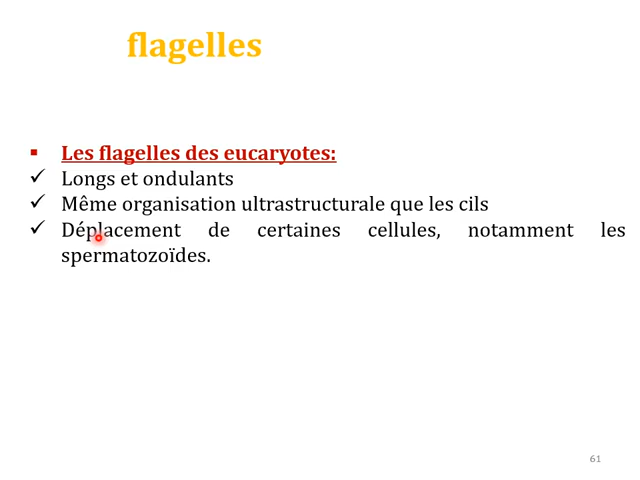 flagelles
▪ Les flagelles des eucaryotes:
✓ Longs et ondulants
✓ Même organisation ultrastructurale que les cils
✓ Déplacement de certaines cellules, notamment les
spermatozoïdes.
61